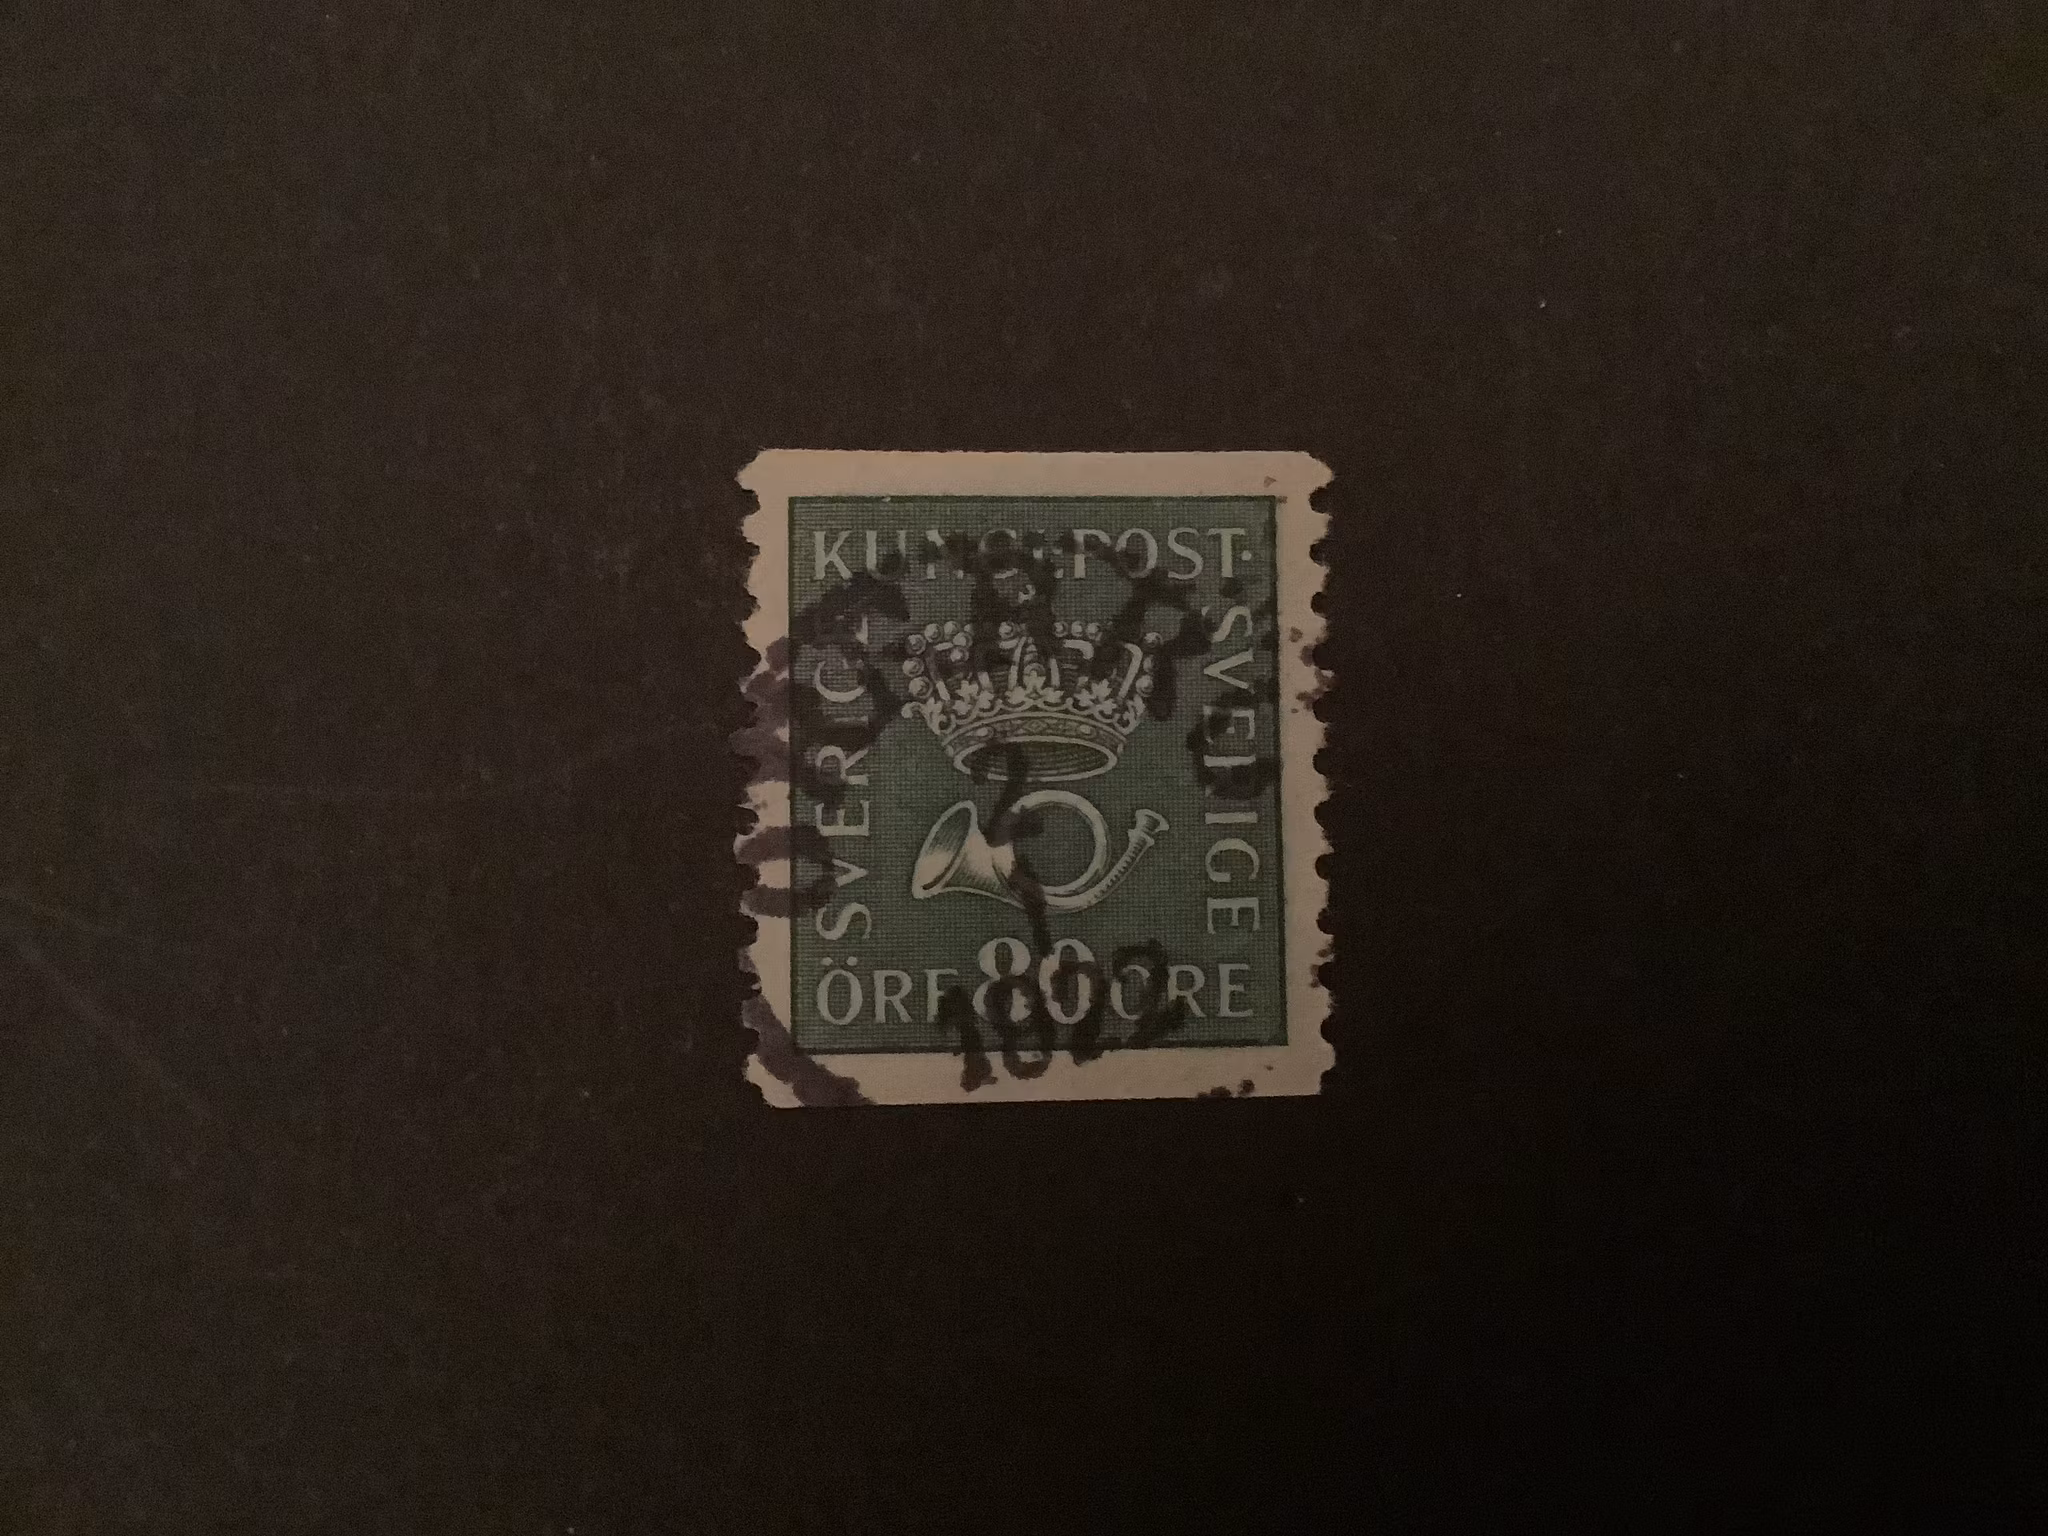 KUNGL·POST·
SVERIGE
SVERIGE
ÖRE 80 ÖRE